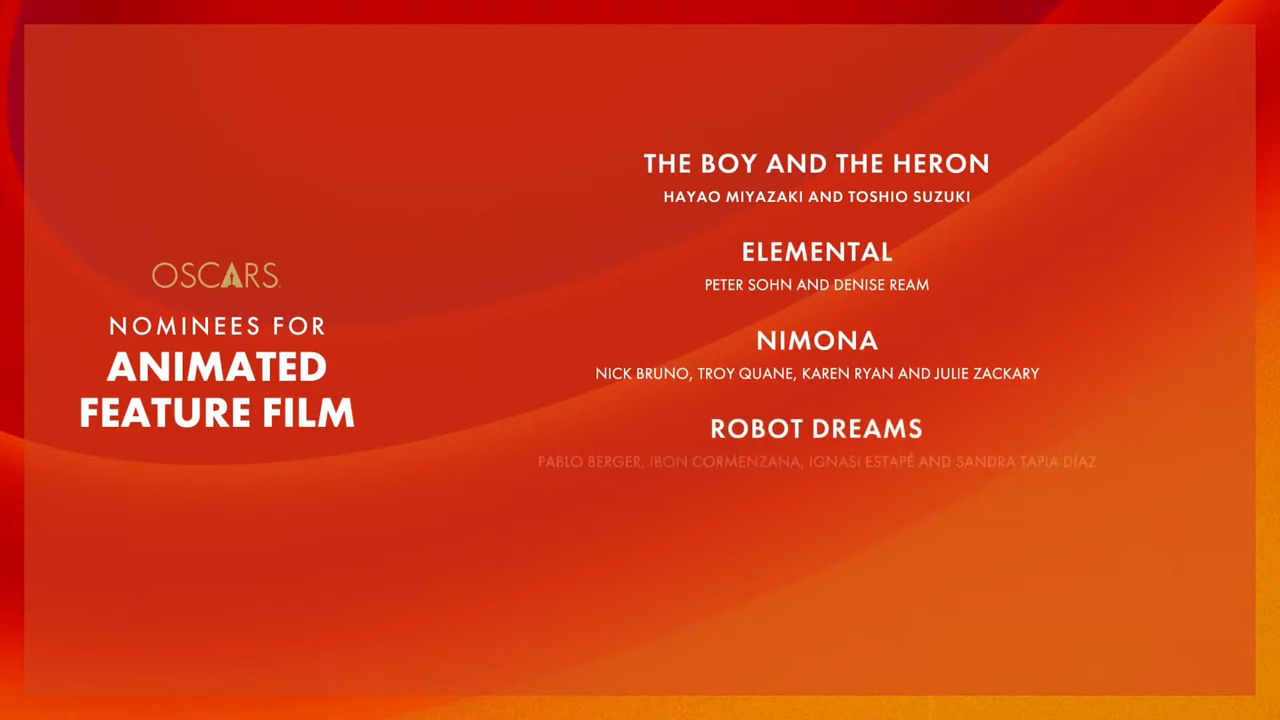 OSCARS
NOMINEES FOR
ANIMATED
FEATURE FILM
THE BOY AND THE HERON
HAYAO MIYAZAKI AND TOSHIO SUZUKI
ELEMENTAL
PETER SOHN AND DENISE REAM
NIMONA
NICK BRUNO, TROY QUANE, KAREN RYAN AND JULIE ZACKARY
ROBOT DREAMS
PABLO BERGER, IBON CORMENZANA, IGNASI ESTAPÉ AND SANDRA TAPIA DÍAZ